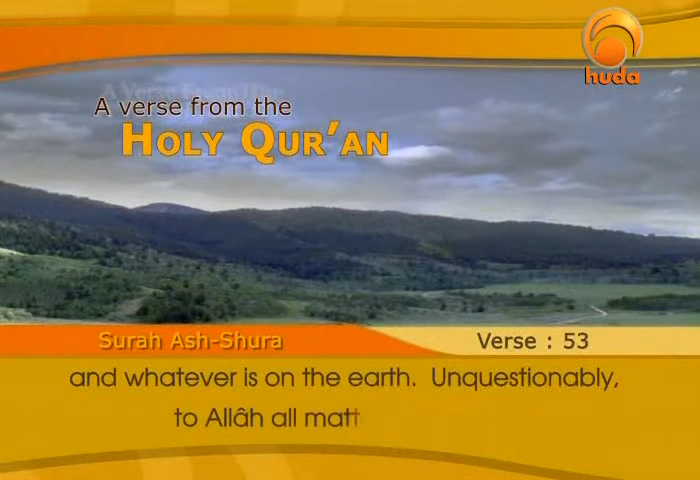 huda
A verse from the
HOLY QUR’AN
Surah Ash-Shura
Verse : 53
and whatever is on the earth. Unquestionably,
to Allâh all matt